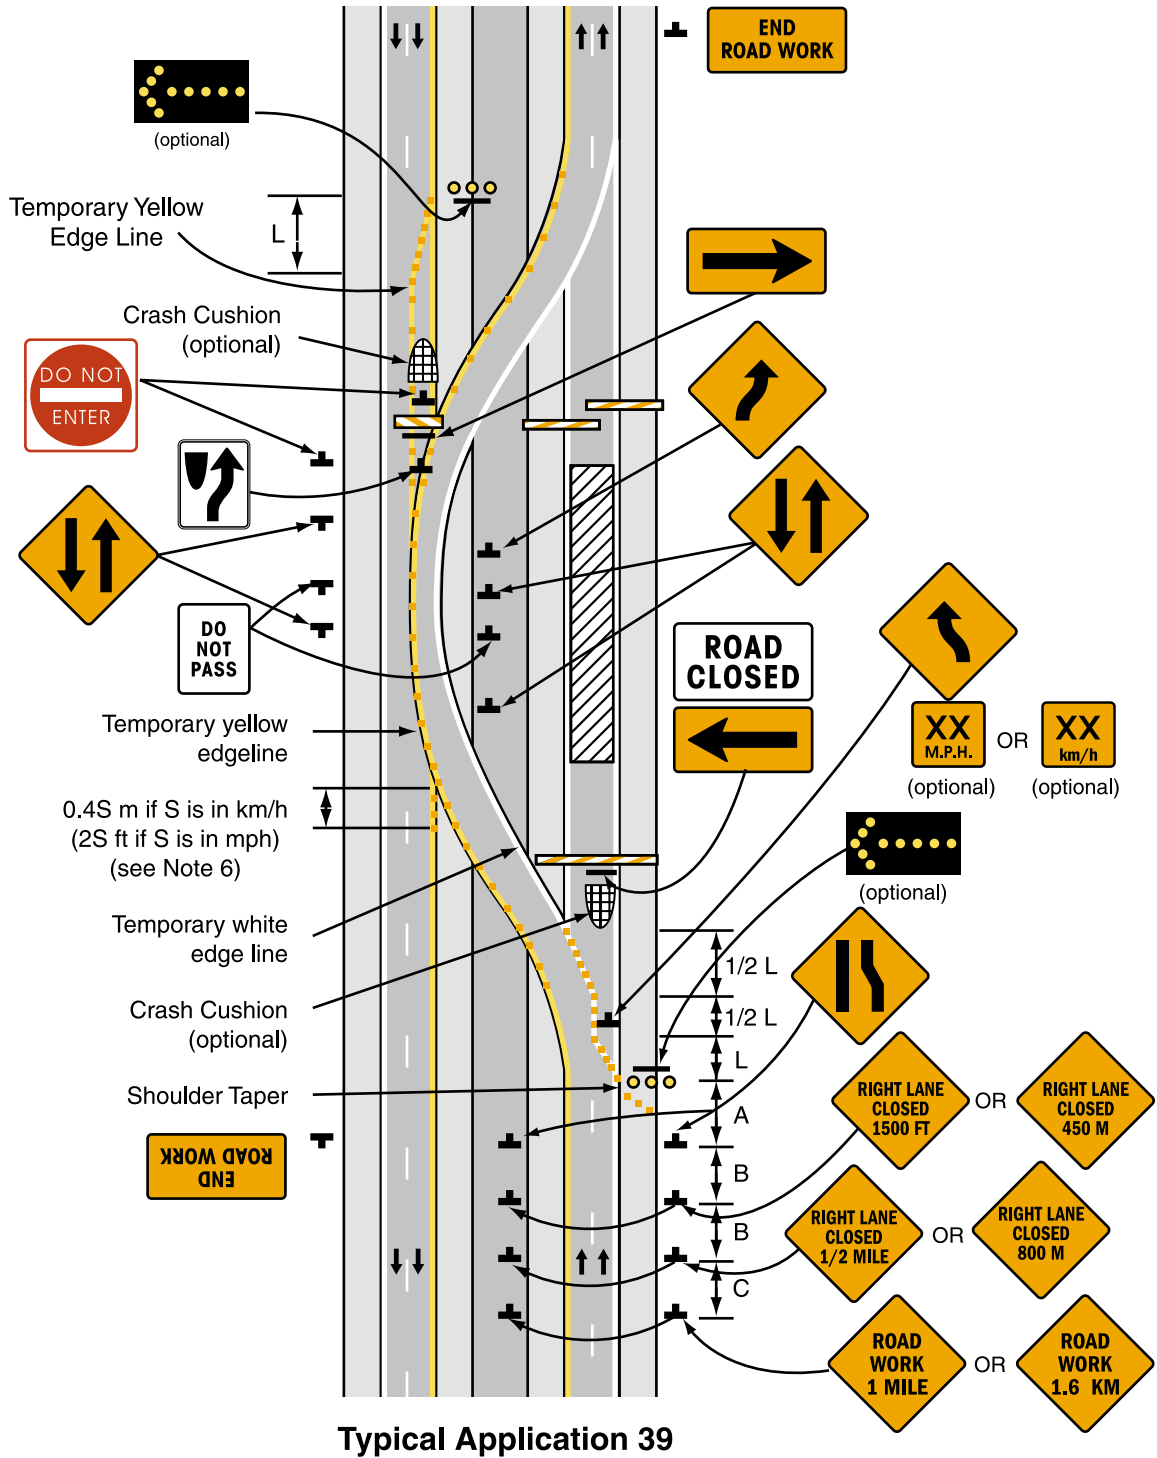 END
ROAD WORK
(optional)
Temporary Yellow
Edge Line
L
Crash Cushion
(optional)
DO NOT
ENTER
DO
NOT
PASS
ROAD
CLOSED
XX
M.P.H.
OR
XX
km/h
(optional)
(optional)
Temporary yellow
edgeline
0.4S m if S is in km/h
(2S ft if S is in mph)
(see Note 6)
(optional)
Temporary white
edge line
1/2 L
Crash Cushion
(optional)
1/2 L
L
Shoulder Taper
A
RIGHT LANE
CLOSED
1500 FT
OR
RIGHT LANE
CLOSED
450 M
END
ROAD WORK
B
B
RIGHT LANE
CLOSED
1/2 MILE
OR
RIGHT LANE
CLOSED
800 M
C
ROAD
WORK
1 MILE
OR
ROAD
WORK
1.6 KM
Typical Application 39